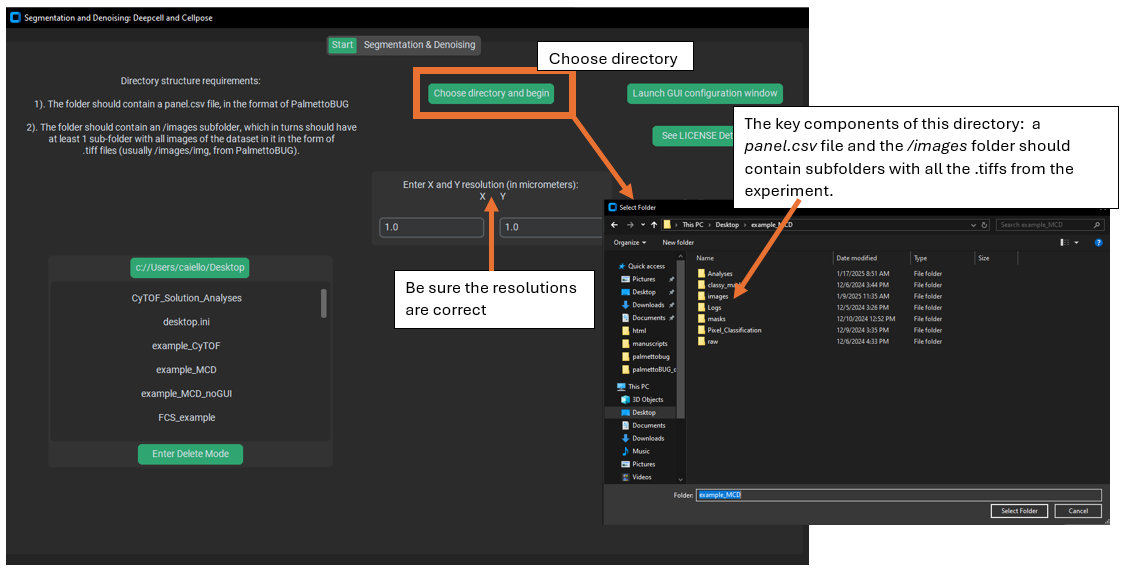 Segmentation and Denoising: Deepcell and Cellpose
Start
Segmentation & Denoising
Choose directory
Directory structure requirements:
1). The folder should contain a panel.csv file, in the format of PalmettoBUG
2). The folder should contain an /images subfolder, which in turns should have
at least 1 sub-folder with all images of the dataset in it in the form of
.tiff files (usually /images/img, from PalmettoBUG).
Choose directory and begin
Launch GUI configuration window
See LICENSE
The key components of this directory:  a
panel.csv file and the /images folder should
contain subfolders with all the .tiffs from the
experiment.
Enter X and Y resolution (in micrometers):
X Y
1.0
1.0
Be sure the resolutions
are correct
c://Users/caiello/Desktop
CyTOF_Solution_Analyses
desktop.ini
example_CyTOF
example_MCD
example_MCD_noGUI
FCS_example
Enter Delete Mode
Select Folder
This PC > Desktop > example_MCD
Search example_MCD
Organize
New folder
Name
Date modified
Type
Size
Quick access
Pictures
Desktop
Downloads
Documents
html
manuscripts
palmettobug
palmettoBUG_c
This PC
3D Objects
Desktop
Documents
Downloads
Music
Pictures
Videos
Analyses 1/17/2025 8:51 AM File folder
12/6/2024 3:44 PM File folder
images 1/9/2025 11:35 AM File folder
Logs 12/5/2024 3:26 PM File folder
masks 12/10/2024 12:52 PM File folder
Pixel_Classification 12/9/2024 3:35 PM File folder
raw 12/6/2024 4:33 PM File folder
Folder: example_MCD
Select Folder
Cancel